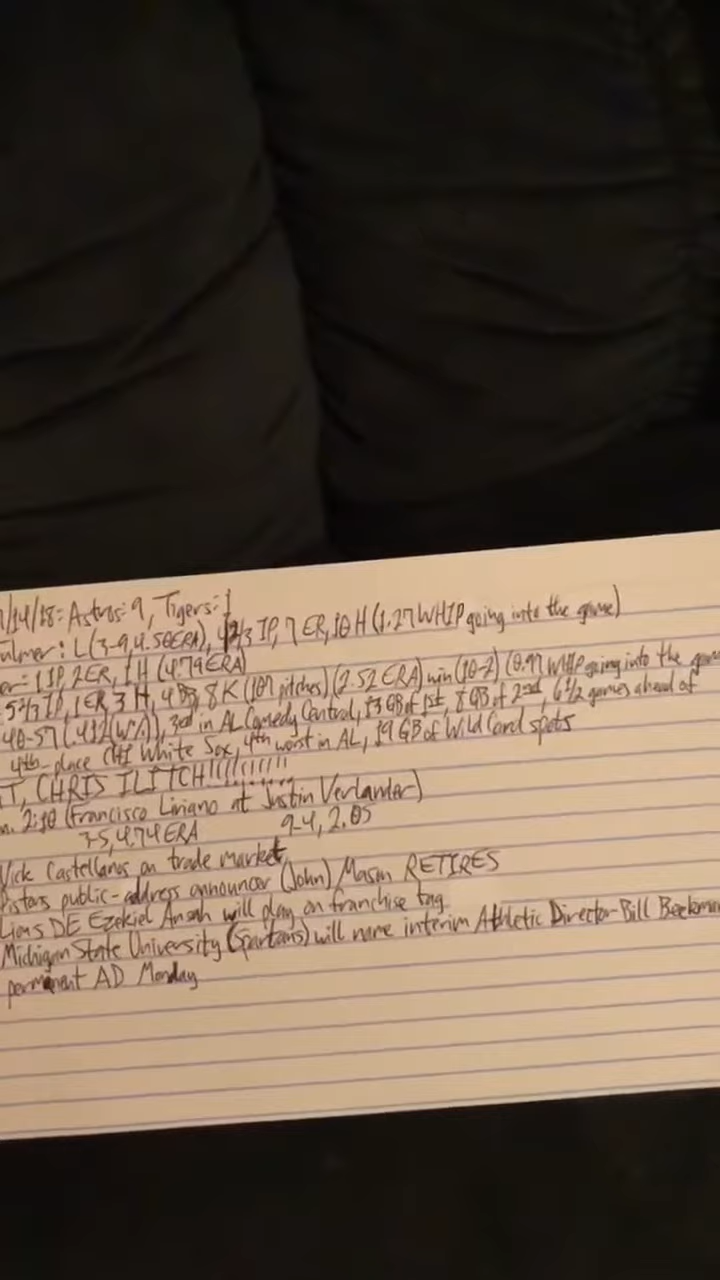 /14/18: Astros: 9, Tigers: 1
ulmer: L (3-9, 4.50 ERA), 4 2/3 IP, 7 ER, 10 H (1.27 WHIP going into the game)
er: 1 IP, 2 ER, 1 H (4.79 ERA)
5 2/3 IP, 1 ER, 3 H, 4 BB, 8 K (107 pitches) (2.52 ERA) win (10-2) (0.97 WHIP going into the game
40-57 (.412 (W%)), 3rd in AL Comedy Central, 13 GB of 1st, 8 GB of 2nd, 6 1/2 games ahead of
4th-place CHI White Sox, 4th worst in AL, 19 GB of Wild Card spots
T, CHRIS ILITCH!!!!!!!!!!!
n. 2:10 (Francisco Liriano at Justin Verlander)
3-5, 4.74 ERA 9-4, 2.05
Nick Castellanos on trade market
Pistons public-address announcer (John) Mason RETIRES
Lions DE Ezekiel Ansah will play on franchise tag
Michigan State University (Spartans) will name interim Athletic Director-Bill Beekman
permanent AD Monday